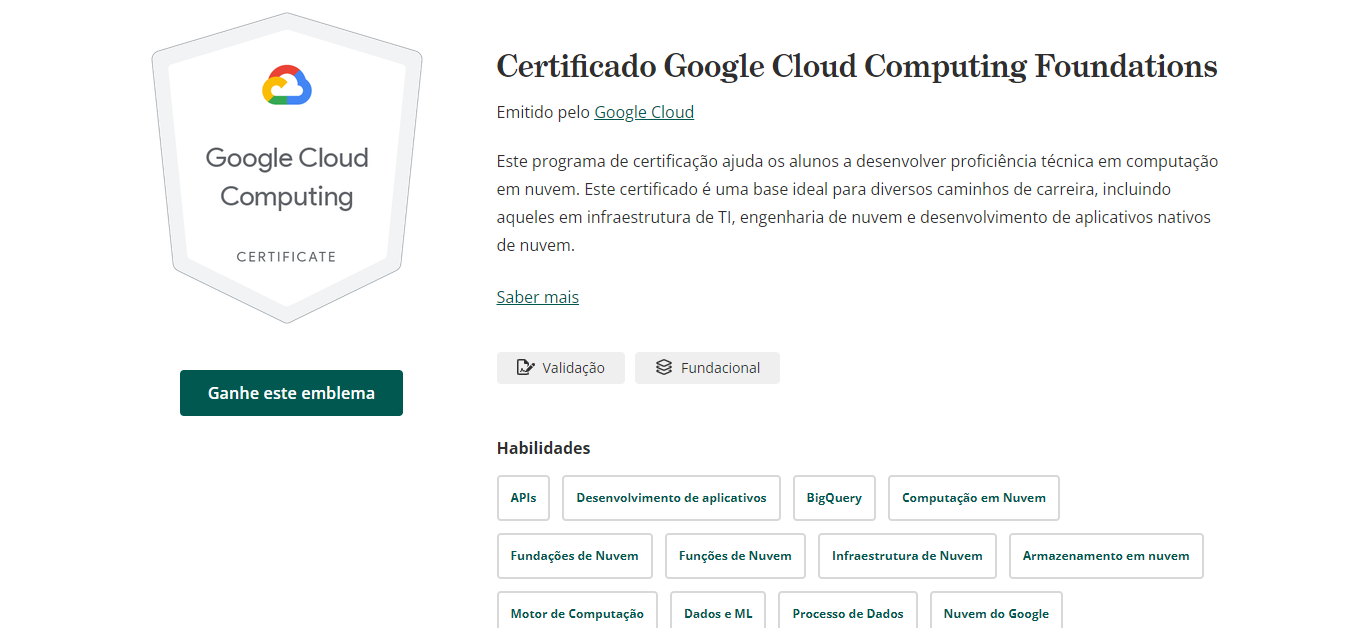 Google Cloud
Computing
CERTIFICATE
Ganhe este emblema
Certificado Google Cloud Computing Foundations
Emitido pelo Google Cloud
Este programa de certificação ajuda os alunos a desenvolver proficiência técnica em computação
em nuvem. Este certificado é uma base ideal para diversos caminhos de carreira, incluindo
aqueles em infraestrutura de TI, engenharia de nuvem e desenvolvimento de aplicativos nativos
de nuvem.
Saber mais
Validação Fundacional
Habilidades
APIs Desenvolvimento de aplicativos BigQuery Computação em Nuvem
Fundações de Nuvem Funções de Nuvem Infraestrutura de Nuvem Armazenamento em nuvem
Motor de Computação Dados e ML Processo de Dados Nuvem do Google